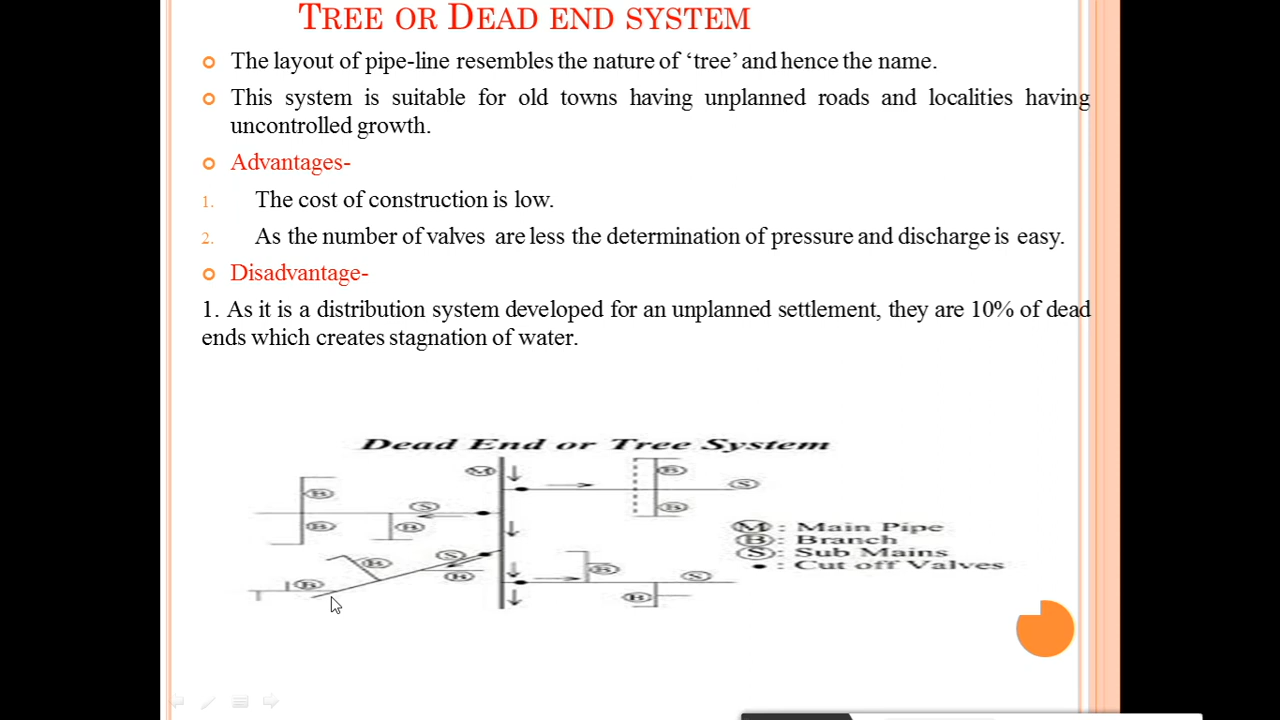 TREE OR DEAD END SYSTEM
The layout of pipe-line resembles the nature of ‘tree’ and hence the name.
This system is suitable for old towns having unplanned roads and localities having
uncontrolled growth.
Advantages-
1. The cost of construction is low.
2. As the number of valves are less the determination of pressure and discharge is easy.
Disadvantage-
1. As it is a distribution system developed for an unplanned settlement, they are 10% of dead
ends which creates stagnation of water.
Dead End or Tree System
M B
B S
S
B B
B
M : Main Pipe
B : Branch
S : Sub Mains
• : Cut off Valves
S B
B B
B S
B